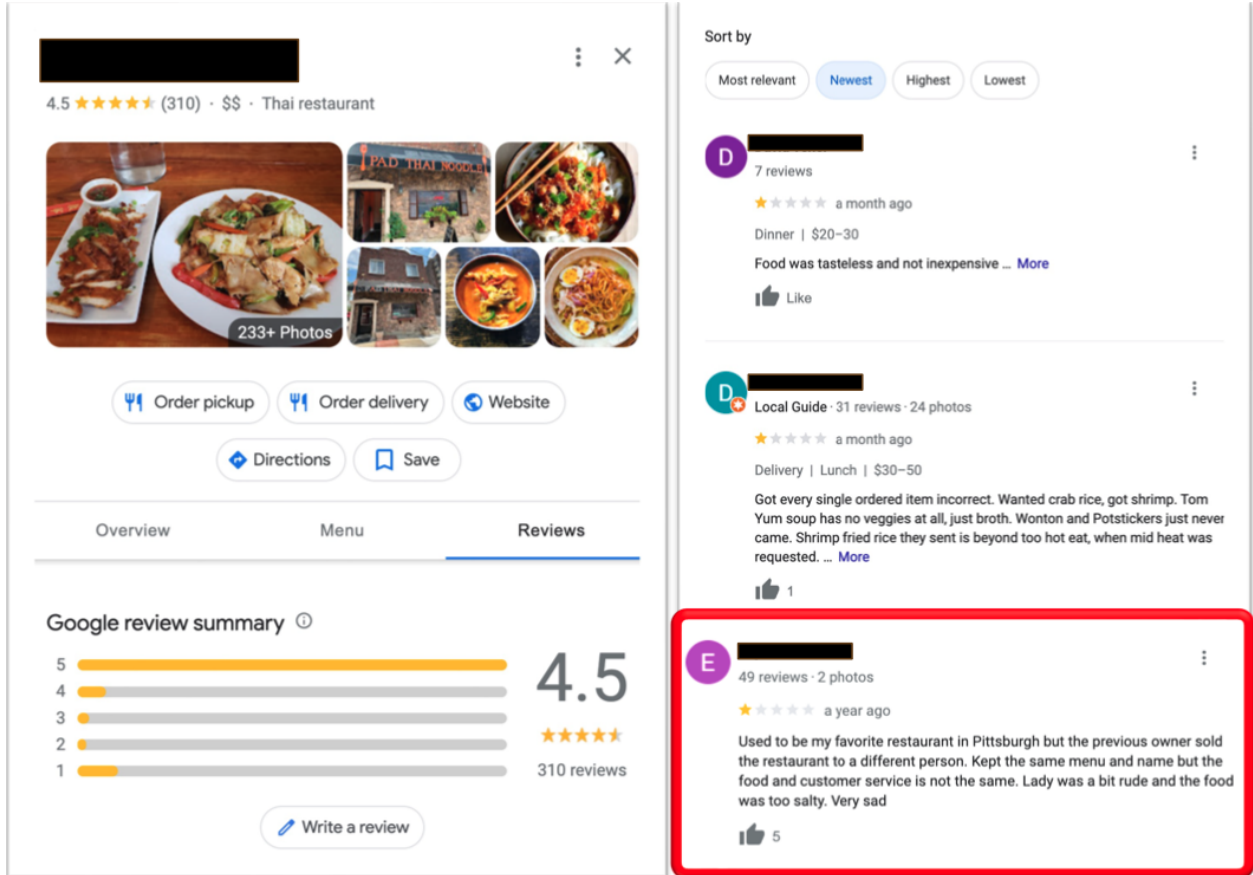 4.5 (310) · $$ · Thai restaurant
PAD THAI NOODLE
PAD THAI NOODLE
233+ Photos
Order pickup
Order delivery
Website
Directions
Save
Overview
Menu
Reviews
Google review summary
5
4
3
2
1
4.5
310 reviews
Write a review
Sort by
Most relevant
Newest
Highest
Lowest
D
7 reviews
a month ago
Dinner | $20–30
Food was tasteless and not inexpensive ... More
Like
D
Local Guide · 31 reviews · 24 photos
a month ago
Delivery | Lunch | $30–50
Got every single ordered item incorrect. Wanted crab rice, got shrimp. Tom
Yum soup has no veggies at all, just broth. Wonton and Potstickers just never
came. Shrimp fried rice they sent is beyond too hot eat, when mid heat was
requested. ... More
1
E
49 reviews · 2 photos
a year ago
Used to be my favorite restaurant in Pittsburgh but the previous owner sold
the restaurant to a different person. Kept the same menu and name but the
food and customer service is not the same. Lady was a bit rude and the food
was too salty. Very sad
5